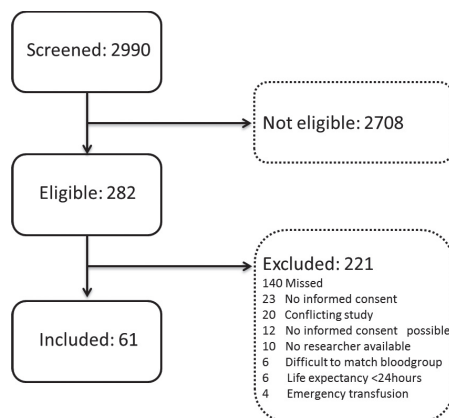 Screened: 2990
Not eligible: 2708
Eligible: 282
Excluded: 221
140 Missed
23 No informed consent
20 Conflicting study
12 No informed consent possible
10 No researcher available
6 Difficult to match bloodgroup
6 Life expectancy <24hours
4 Emergency transfusion
Included: 61